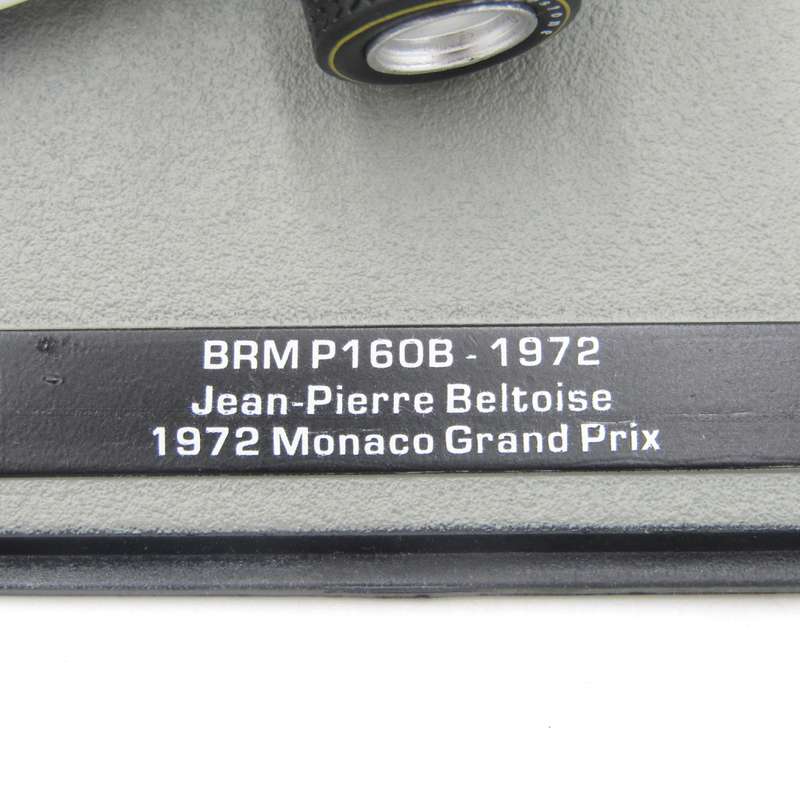 BRM P160B - 1972
Jean-Pierre Beltoise
1972 Monaco Grand Prix